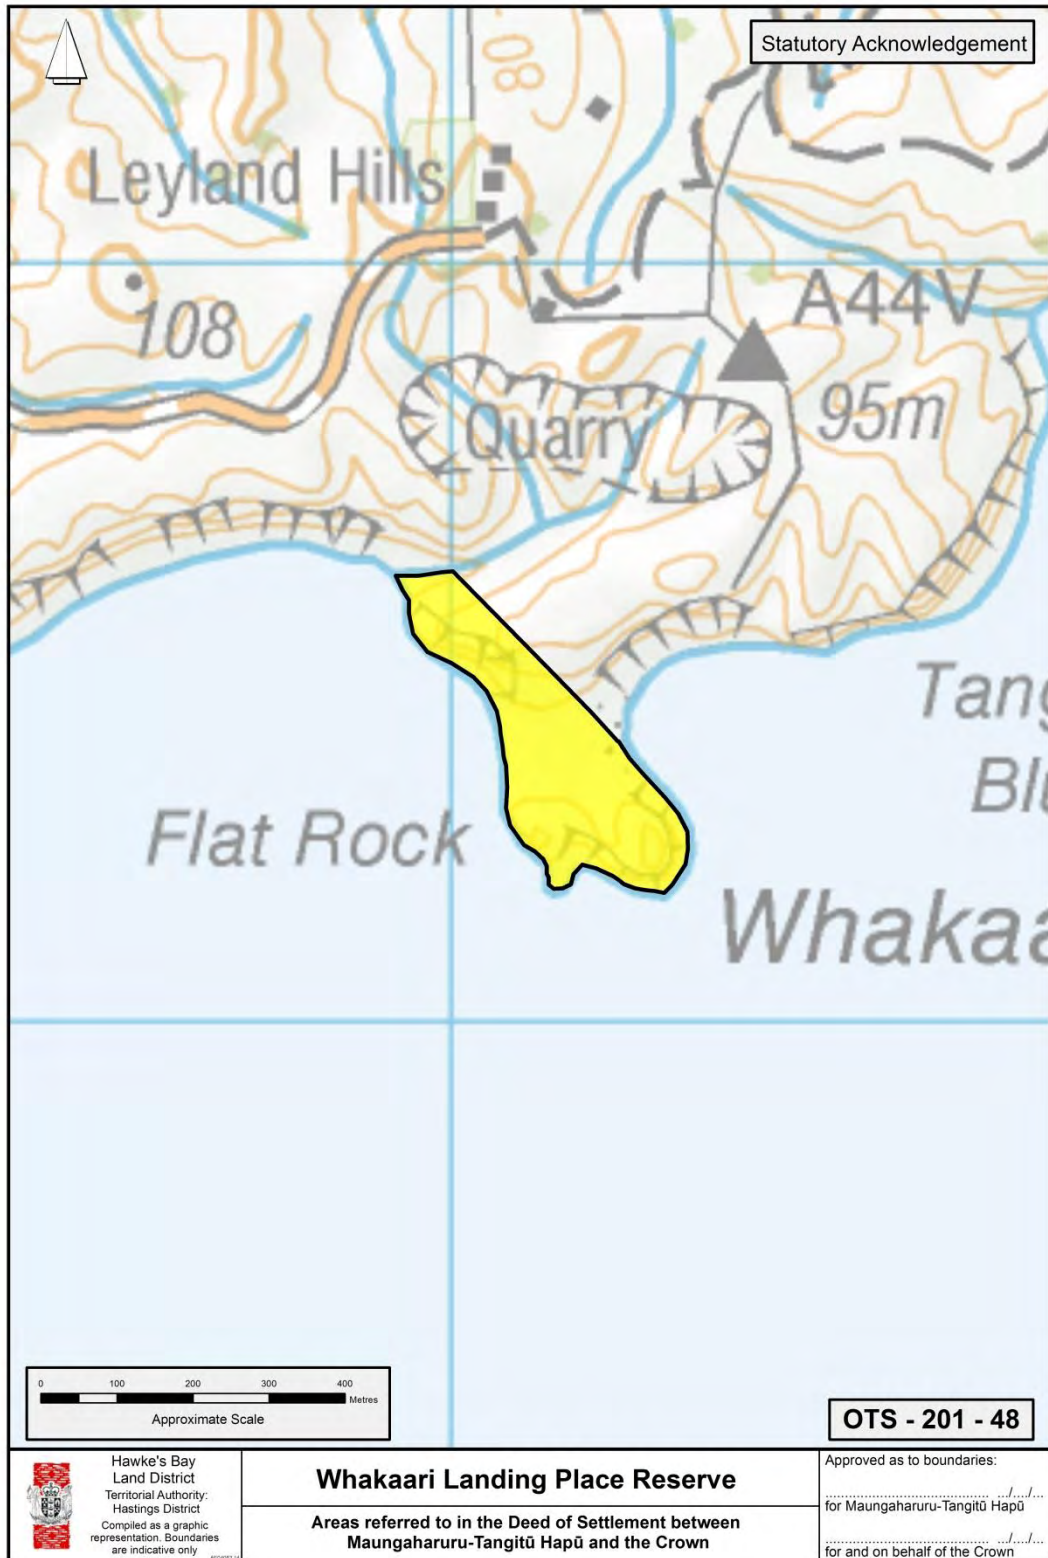 Statutory Acknowledgement
80
Leyland Hills
A44V
108
Quarry
95m
Tang
Flat Rock
Whakaa
0 100 200 300 400
Metres
Approximate Scale
OTS - 201 - 48
Hawke's Bay
Land District
Territorial Authority:
Hastings District
Compiled as a graphic
representation. Boundaries
are indicative only
Whakaari Landing Place Reserve
Areas referred to in the Deed of Settlement between
Maungaharuru-Tangitū Hapū and the Crown
Approved as to boundaries:
....................................... .../..../...
for Maungaharuru-Tangitū Hapū
....................................... .../..../...
for and on behalf of the Crown